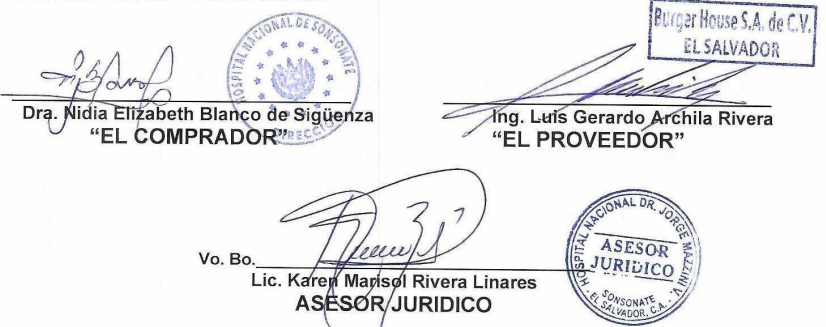 HOSPITAL NACIONAL DE SONSONATE
DIRECCION
Burger House S.A. de C.V.
EL SALVADOR
Dra. Nidia Elizabeth Blanco de Sigüenza
“EL COMPRADOR”
Ing. Luis Gerardo Archila Rivera
“EL PROVEEDOR”
Vo. Bo.
Lic. Karen Marisol Rivera Linares
ASESOR JURIDICO
HOSPITAL NACIONAL DR. JORGE MAZZINI V.
ASESOR
JURIDICO
SONSONATE
EL SALVADOR, C.A.